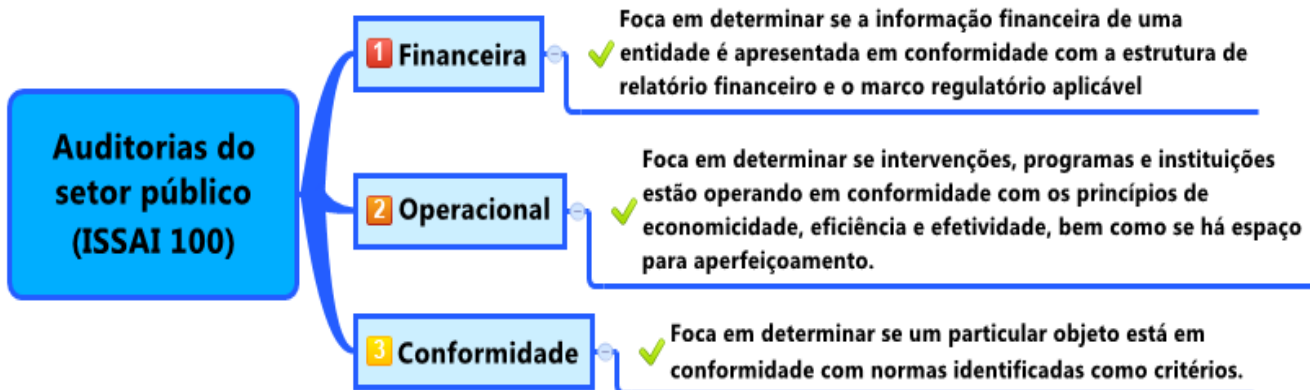 Auditorias do
setor público
(ISSAI 100)
1 Financeira
Foca em determinar se a informação financeira de uma
entidade é apresentada em conformidade com a estrutura de
relatório financeiro e o marco regulatório aplicável
2 Operacional
Foca em determinar se intervenções, programas e instituições
estão operando em conformidade com os princípios de
economicidade, eficiência e efetividade, bem como se há espaço
para aperfeiçoamento.
3 Conformidade
Foca em determinar se um particular objeto está em
conformidade com normas identificadas como critérios.